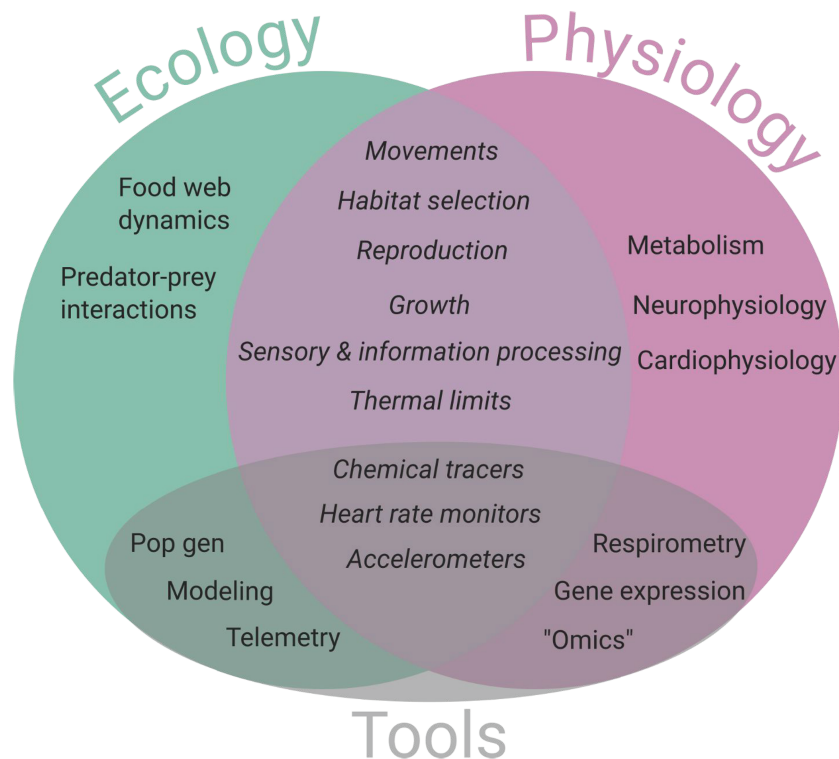 Ecology
Physiology
Food web
dynamics
Predator-prey
interactions
Movements
Habitat selection
Reproduction
Growth
Sensory & information processing
Thermal limits
Metabolism
Neurophysiology
Cardiophysiology
Chemical tracers
Heart rate monitors
Accelerometers
Pop gen
Modeling
Telemetry
Respirometry
Gene expression
"Omics"
Tools